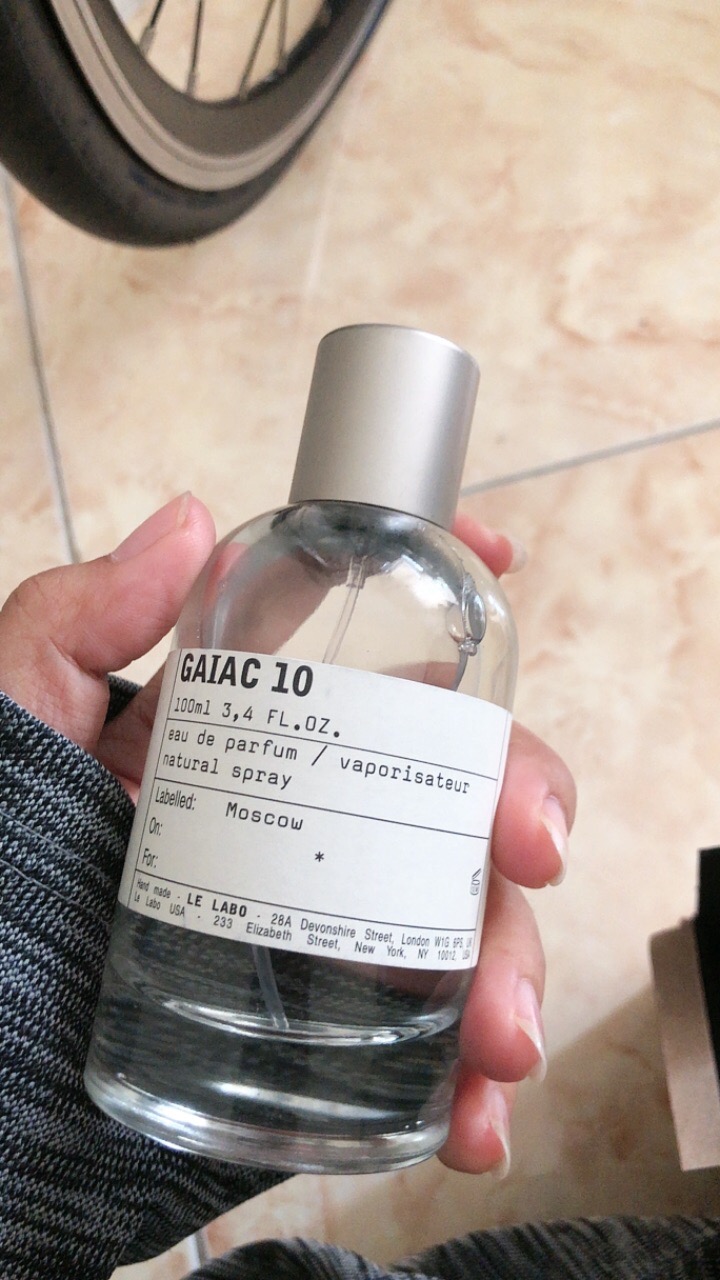 GAIAC 10
100ml 3,4 FL.OZ.
eau de parfum / vaporisateur
natural spray
Labelled: Moscow
On:
For: *
Hand made - LE LABO - 28A Devonshire Street, London W1G 6PS, UK
Le Labo USA - 233 Elizabeth Street, New York, NY 10012, USA